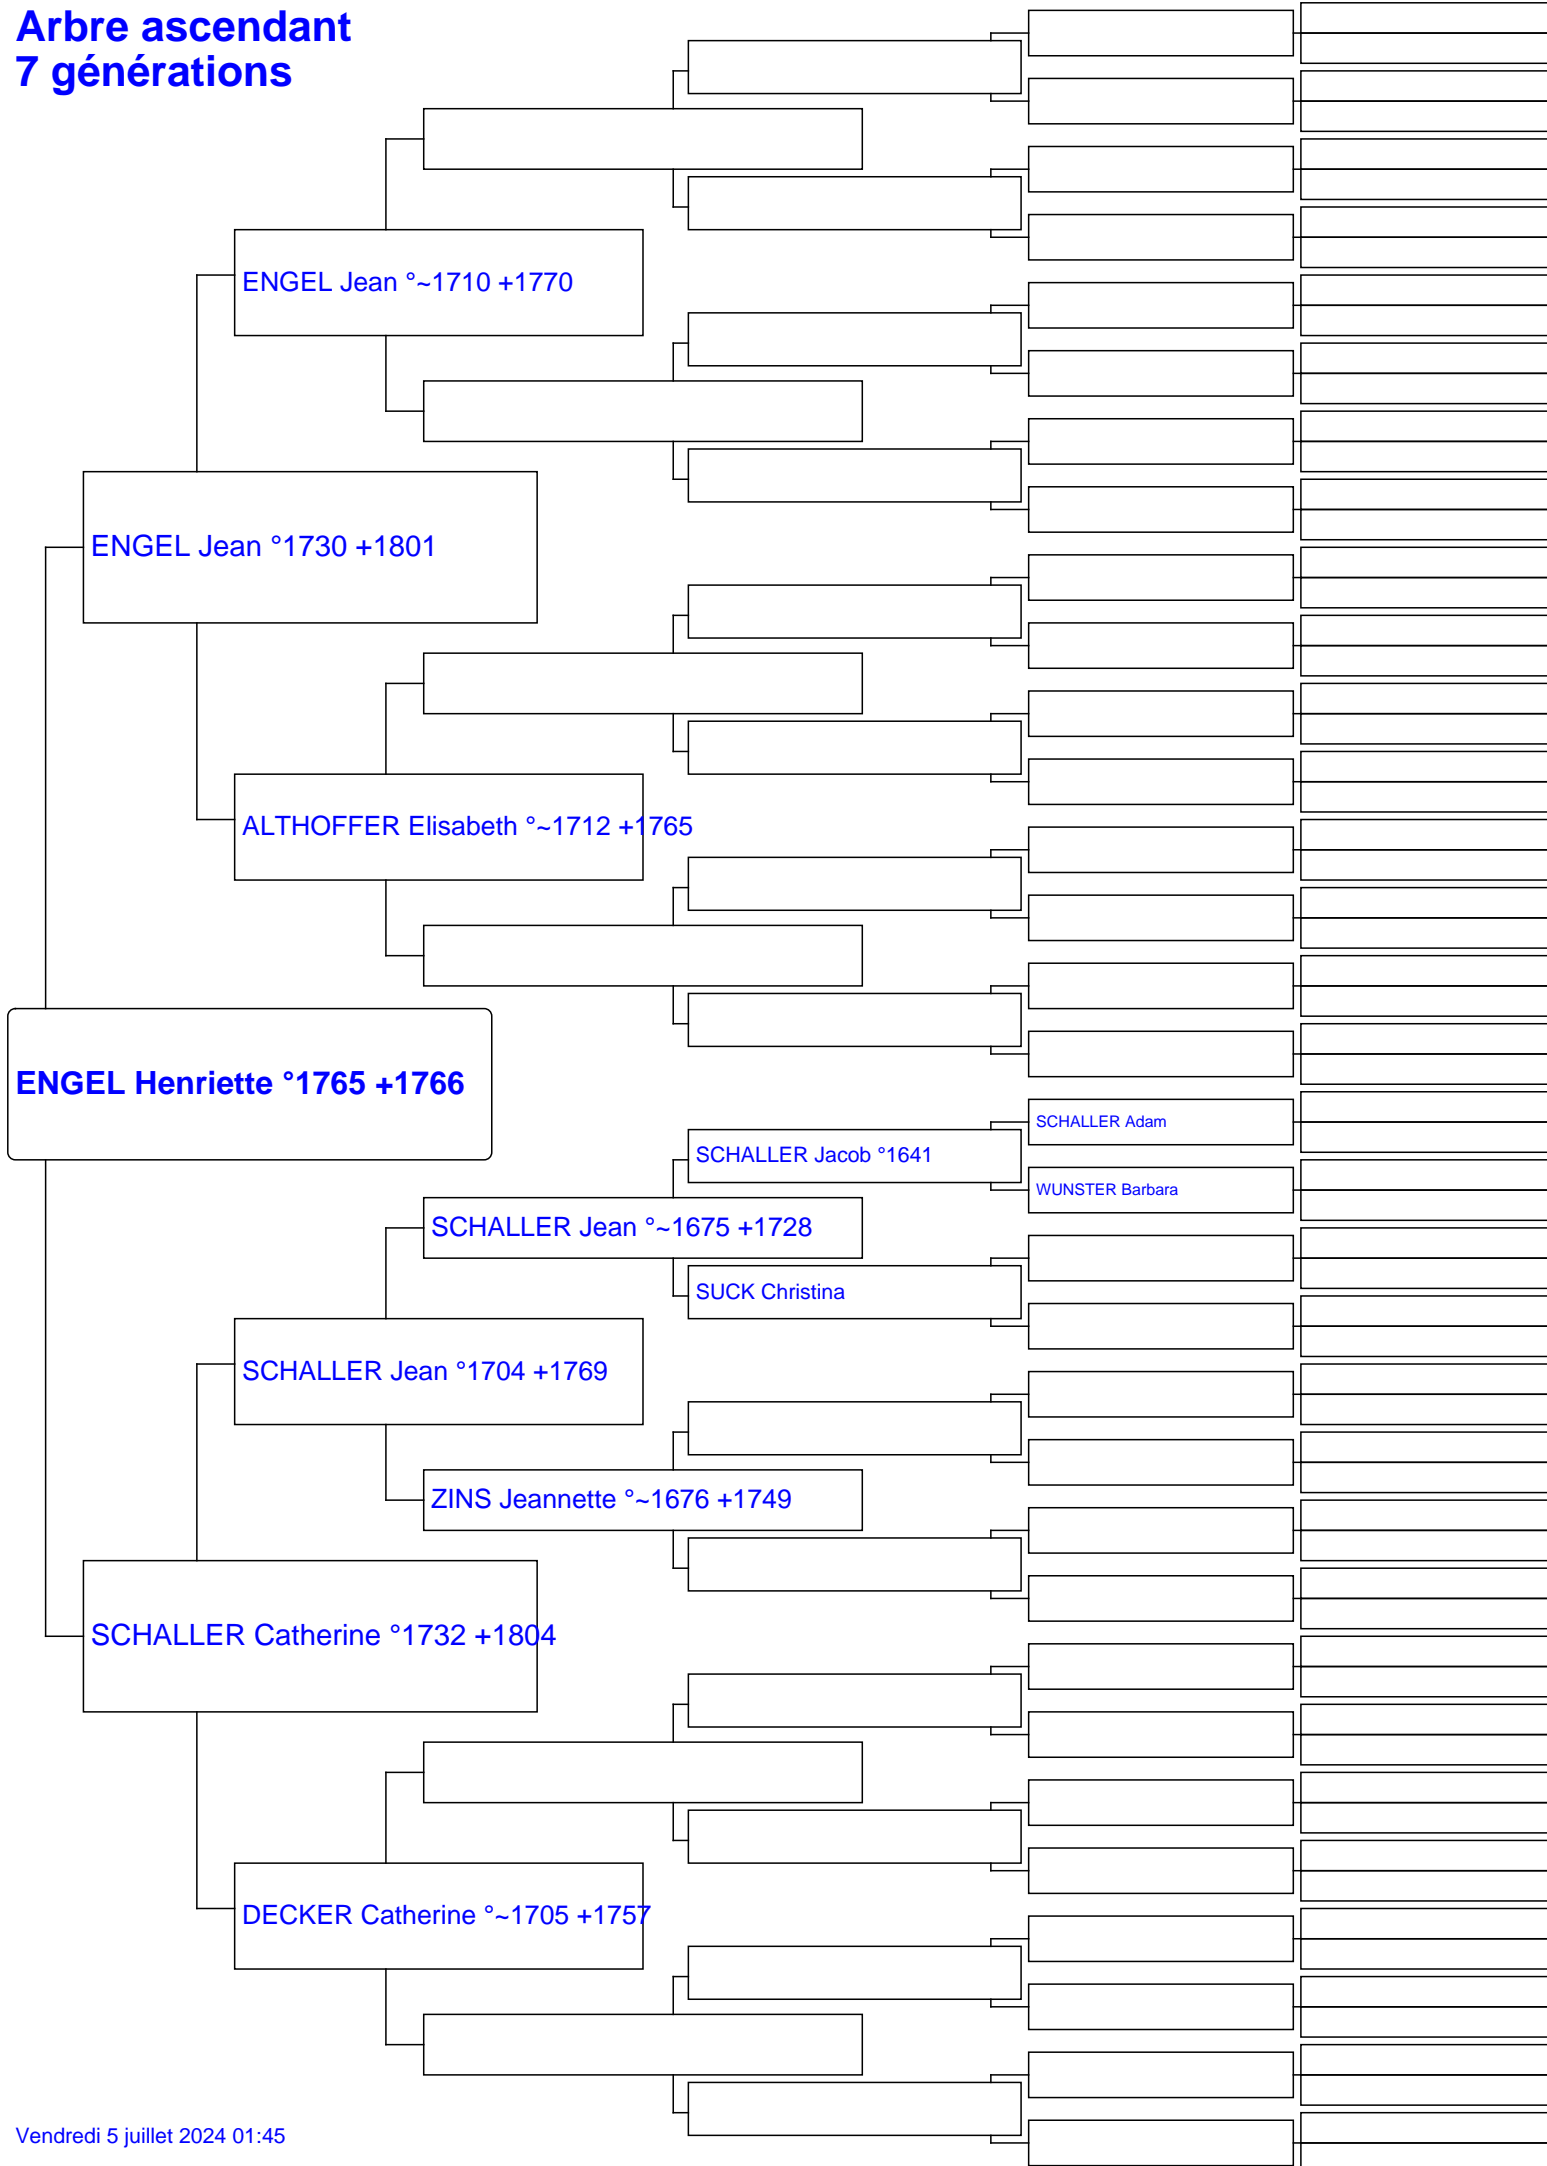 Arbre ascendant
7 générations
ENGEL Jean °~1710 +1770
ENGEL Jean °1730 +1801
ALTHOFFER Elisabeth °~1712 +1765
ENGEL Henriette °1765 +1766
SCHALLER Adam
SCHALLER Jacob °1641
WUNSTER Barbara
SCHALLER Jean °~1675 +1728
SUCK Christina
SCHALLER Jean °1704 +1769
ZINS Jeannette °~1676 +1749
SCHALLER Catherine °1732 +1804
DECKER Catherine °~1705 +1757
Vendredi 5 juillet 2024 01:45